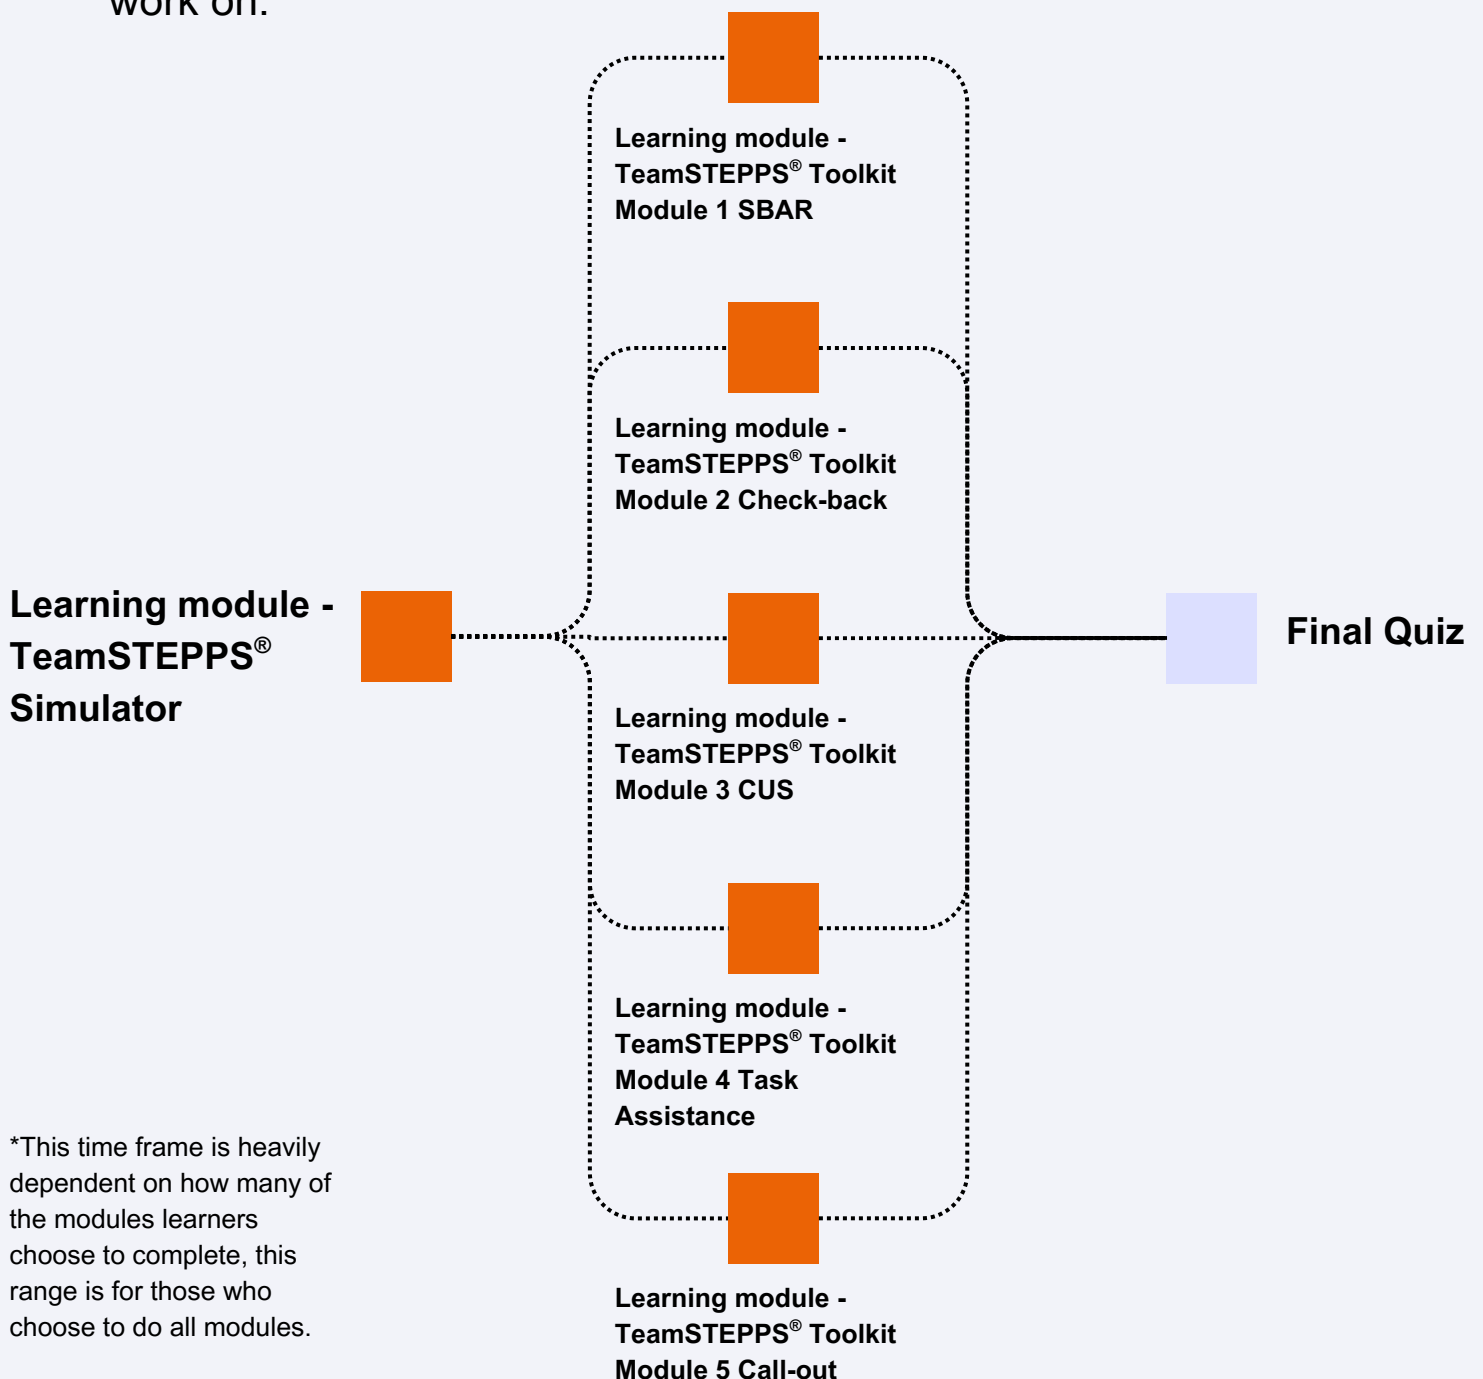 work on.
Learning module -
TeamSTEPPS® Toolkit
Module 1 SBAR
Learning module -
TeamSTEPPS® Toolkit
Module 2 Check-back
Learning module -
TeamSTEPPS®
Simulator
Final Quiz
Learning module -
TeamSTEPPS® Toolkit
Module 3 CUS
Learning module -
TeamSTEPPS® Toolkit
Module 4 Task
Assistance
*This time frame is heavily
dependent on how many of
the modules learners
choose to complete, this
range is for those who
choose to do all modules.
Learning module -
TeamSTEPPS® Toolkit
Module 5 Call-out